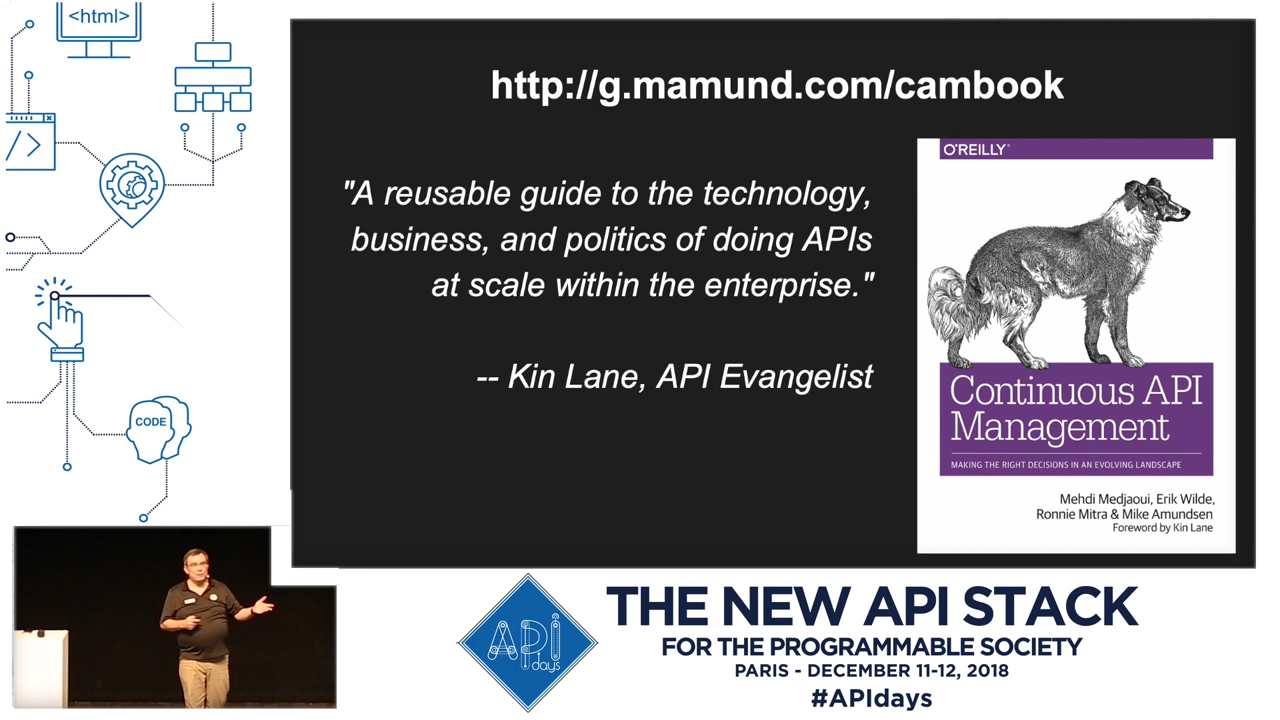 <html>
http://g.mamund.com/cambook
"A reusable guide to the technology,
business, and politics of doing APIs
at scale within the enterprise."
-- Kin Lane, API Evangelist
O'REILLY®
Continuous API
Management
MAKING THE RIGHT DECISIONS IN AN EVOLVING LANDSCAPE
Mehdi Medjaoui, Erik Wilde,
Ronnie Mitra & Mike Amundsen
Foreword by Kin Lane
/>
CODE
API
days
THE NEW API STACK
FOR THE PROGRAMMABLE SOCIETY
PARIS - DECEMBER 11-12, 2018
#APIdays